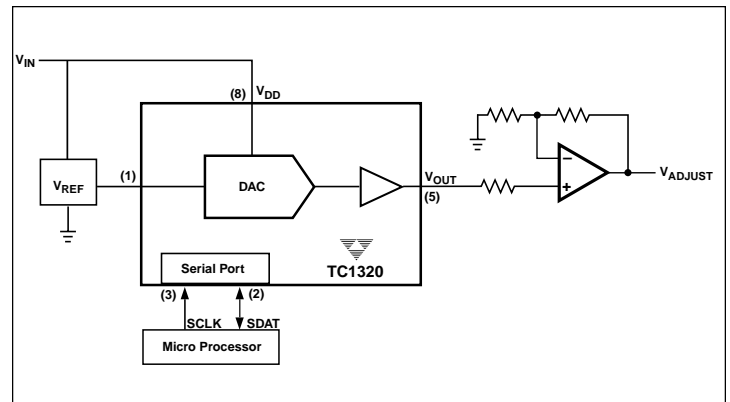 VIN
(8) VDD
VREF
(1)
DAC
VOUT
(5)
−
+
VADJUST
Serial Port
TC1320
(3)
(2)
SCLK
SDAT
Micro Processor